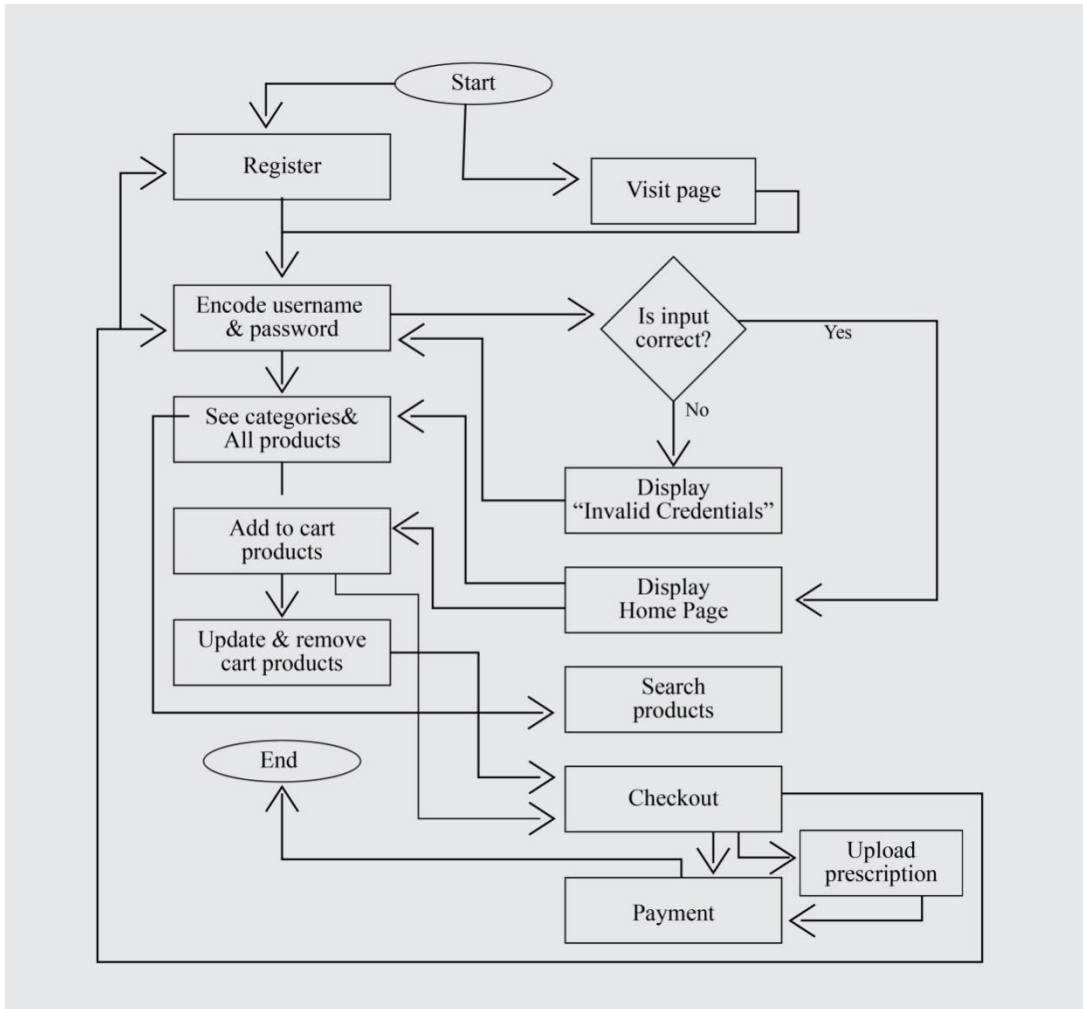 Start
Register
Visit page
Encode username
& password
Is input
correct?
Yes
No
See categories&
All products
Display
“Invalid Credentials”
Add to cart
products
Display
Home Page
Update & remove
cart products
Search
products
End
Checkout
Upload
prescription
Payment